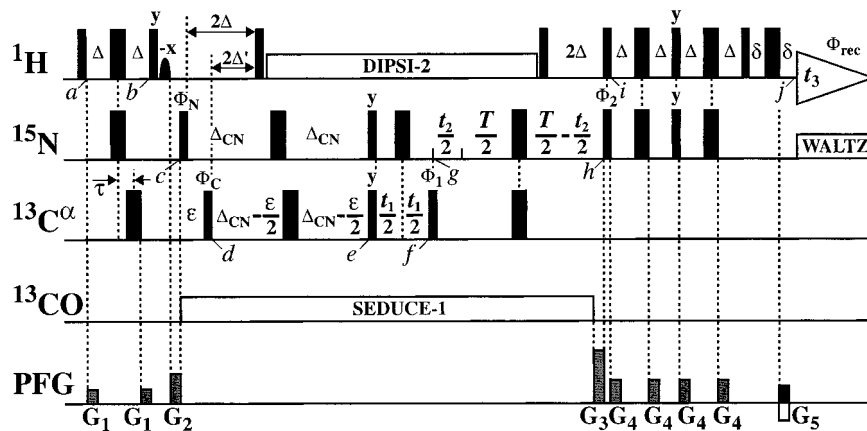 y y
¹H Δ Δ -x 2Δ 2Δ' DIPSI-2 2Δ Δ Δ Δ Δ δ δ t₃ Φrec
a b i j
Φ_N Φ₂ y
¹⁵N Δ_CN Δ_CN y t₂/2 T/2 T/2 - t₂/2 WALTZ
τ c Φ_C y Φ₁ g h
¹³Cᵅ ε Δ_CN-ε/2 Δ_CN-ε/2 t₁/2 t₁/2
d e f
¹³CO SEDUCE-1
PFG
G₁ G₁ G₂ G₃ G₄ G₄ G₄ G₄ G₅